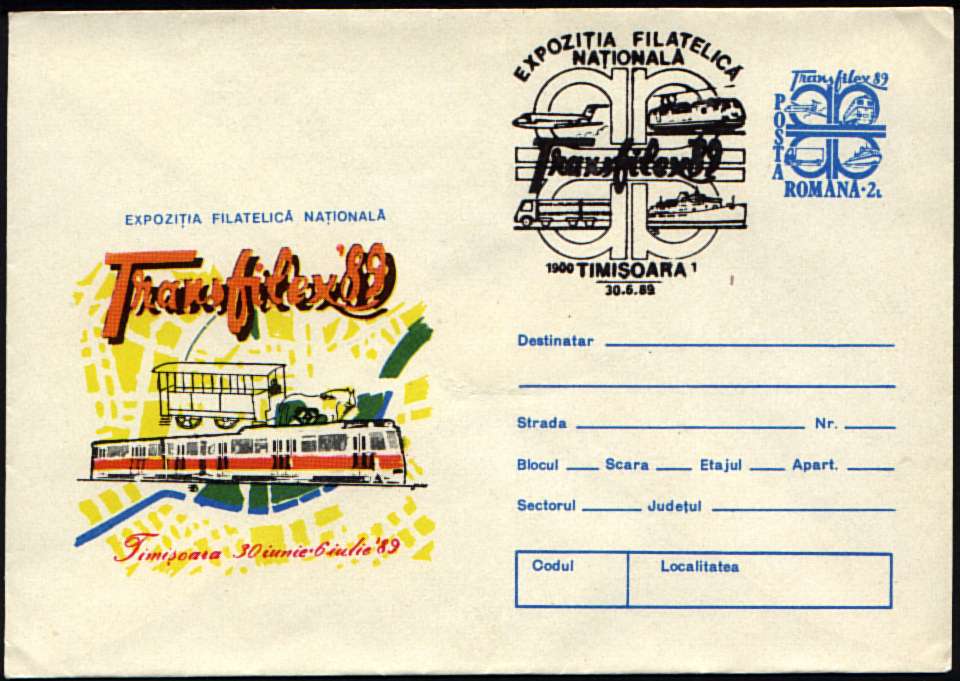 EXPOZIȚIA FILATELICĂ
NAȚIONALĂ
Transfilex '89
1900 TIMIȘOARA 1
30.6.89
Transfilex 89
POȘTA
ROMÂNĂ • 2L
EXPOZIȚIA FILATELICĂ NAȚIONALĂ
Transfilex '89
Timișoara 30 iunie-6 iulie '89
Destinatar
Strada Nr.
Blocul Scara Etajul Apart.
Sectorul Județul
Codul Localitatea